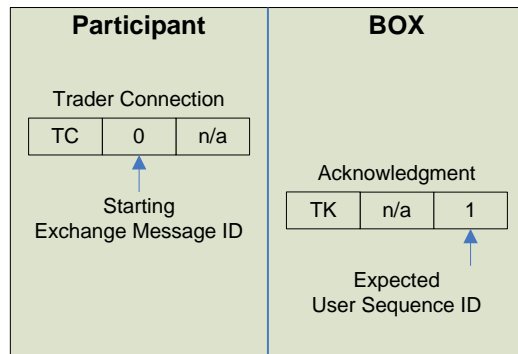 Participant
BOX
Trader Connection
TC 0 n/a
Starting
Exchange Message ID
Acknowledgment
TK n/a 1
Expected
User Sequence ID